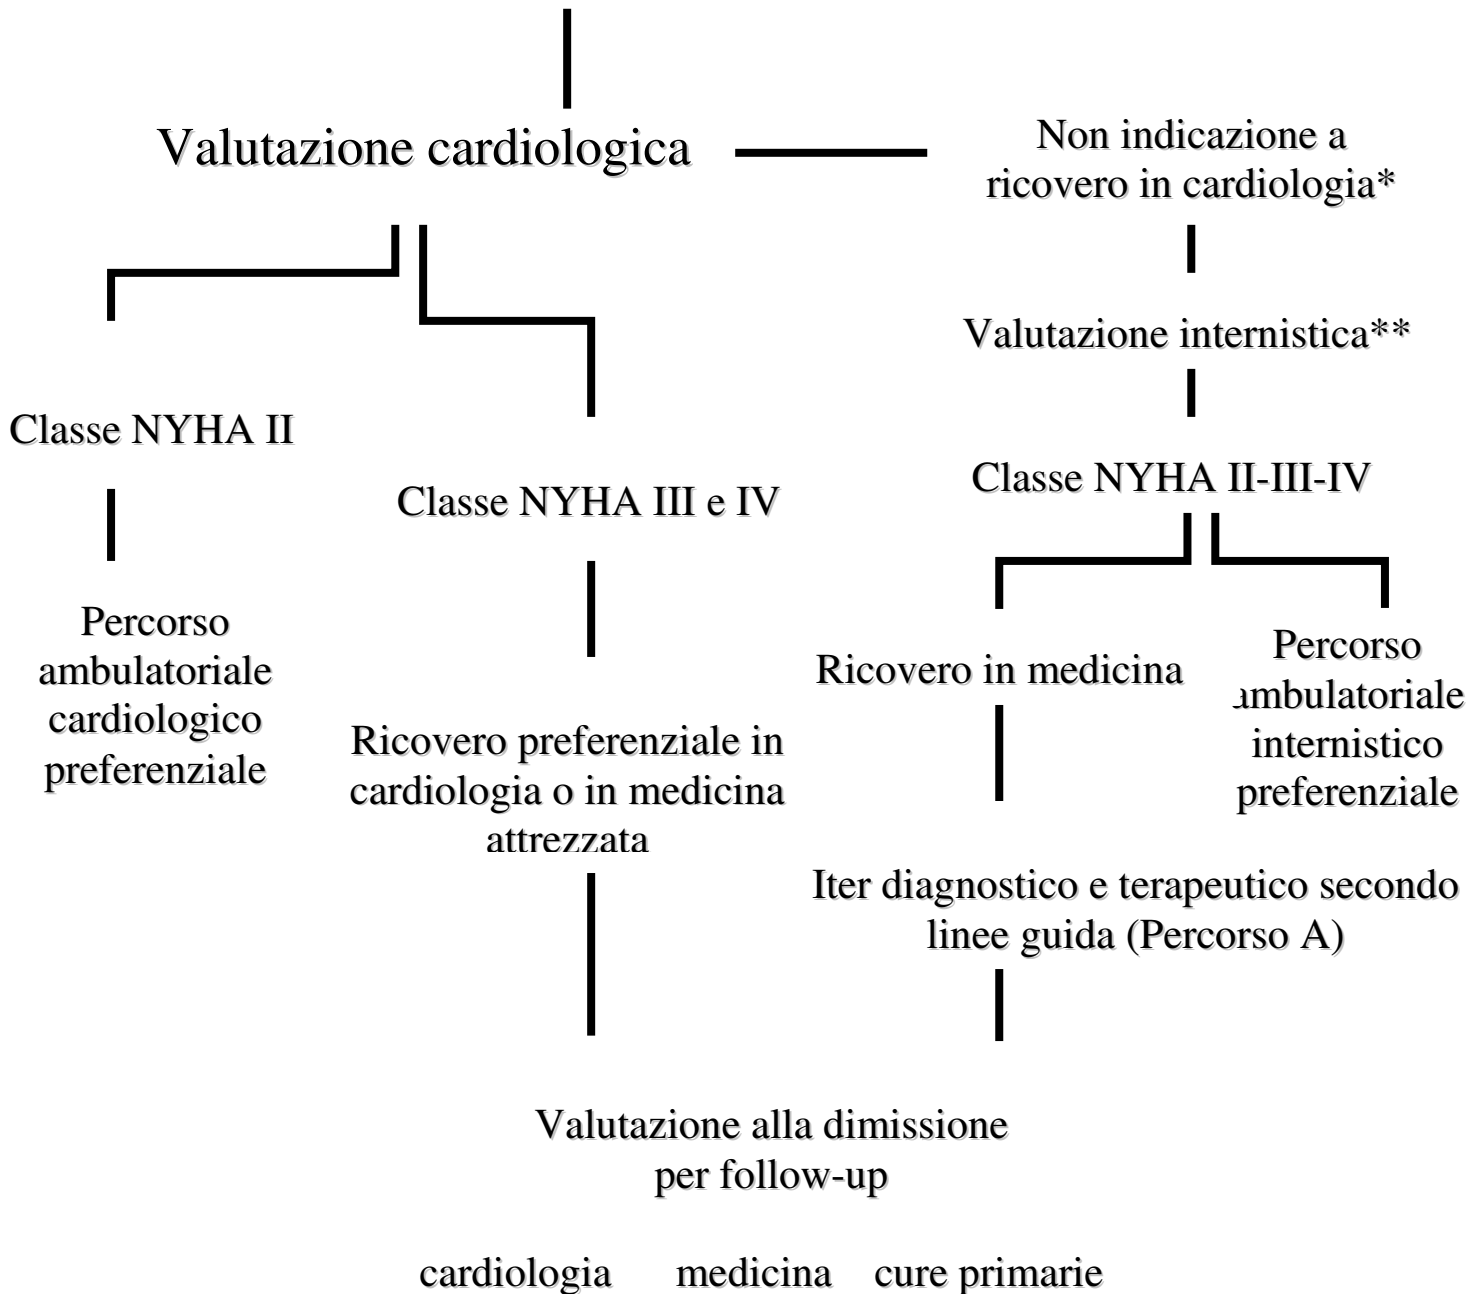 Valutazione cardiologica
Non indicazione a
ricovero in cardiologia*
Valutazione internistica**
Classe NYHA II
Classe NYHA III e IV
Classe NYHA II-III-IV
Percorso
ambulatoriale
cardiologico
preferenziale
Ricovero preferenziale in
cardiologia o in medicina
attrezzata
Ricovero in medicina
Percorso
ambulatoriale
internistico
preferenziale
Iter diagnostico e terapeutico secondo
linee guida (Percorso A)
Valutazione alla dimissione
per follow-up
cardiologia medicina cure primarie